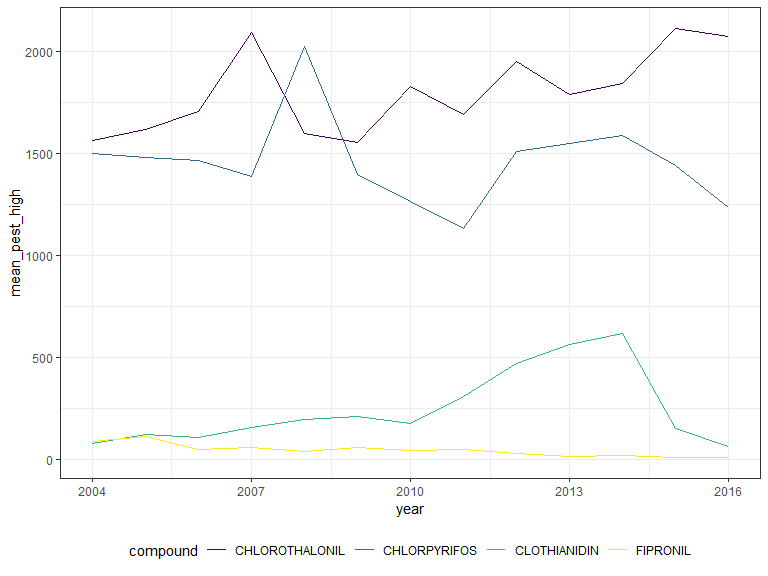 mean_pest_high
2000
1500
1000
500
0
2004 2007 2010 2013 2016
year
compound CHLOROTHALONIL CHLORPYRIFOS CLOTHIANIDIN FIPRONIL